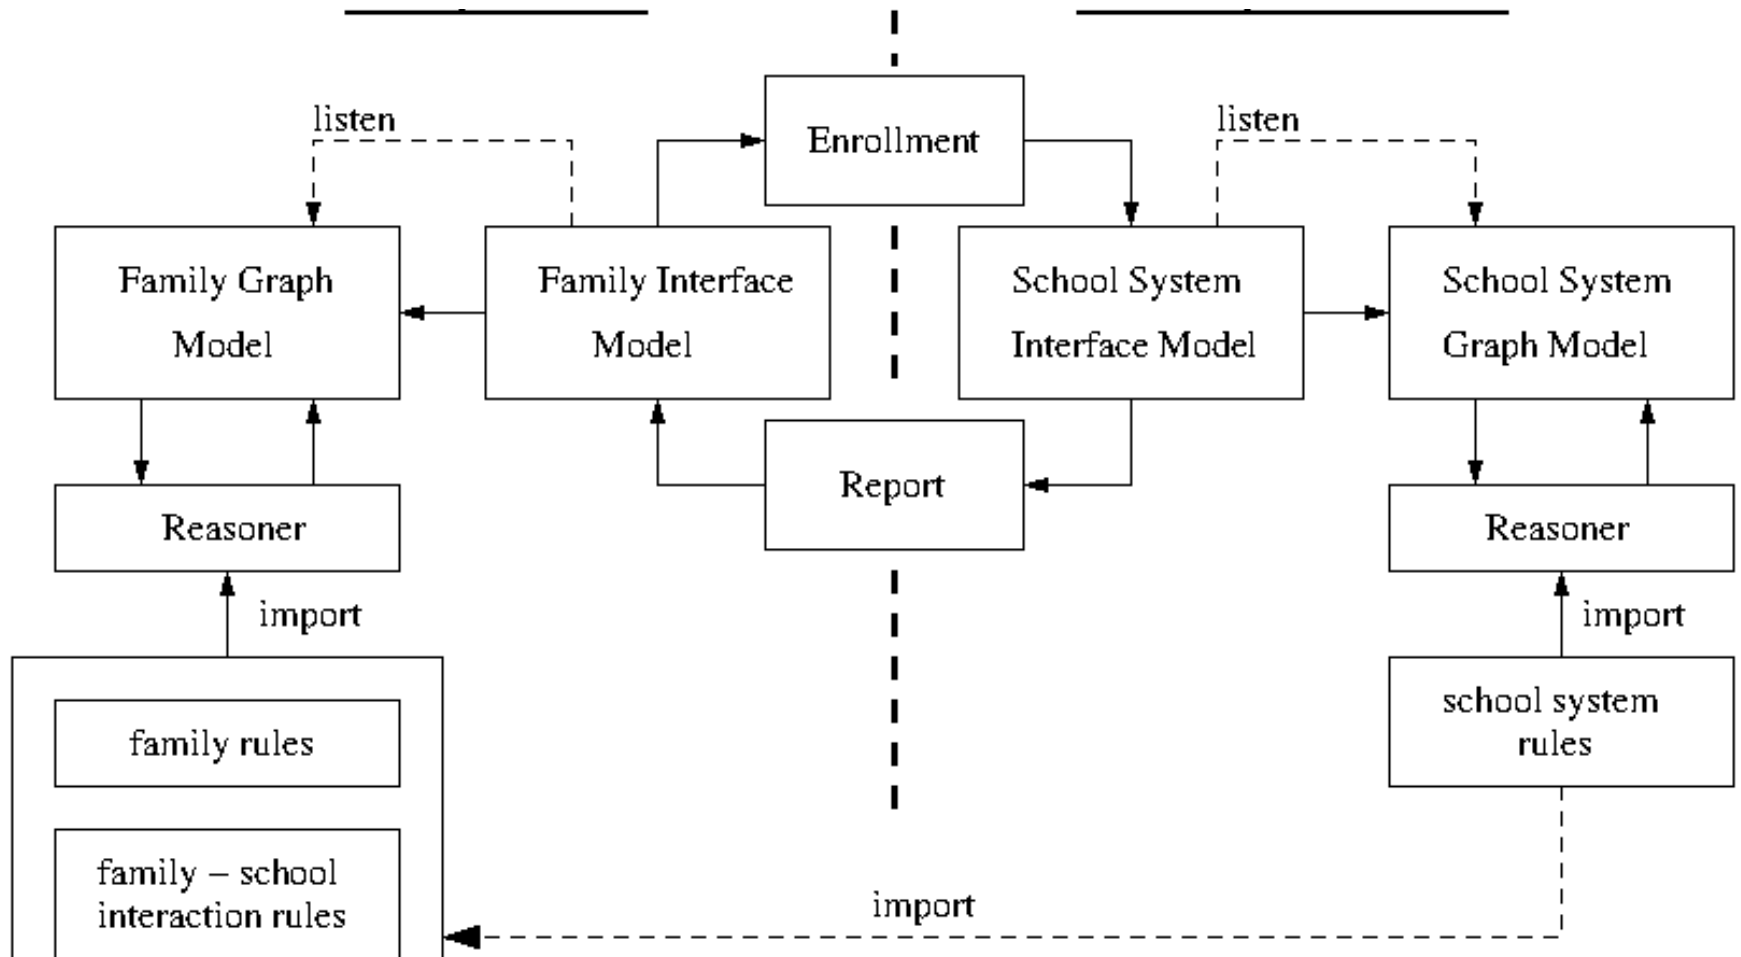 Enrollment
listen
listen
Family Graph
Model
Family Interface
Model
School System
Interface Model
School System
Graph Model
Report
Reasoner
Reasoner
import
import
family rules
school system
rules
family – school
interaction rules
import